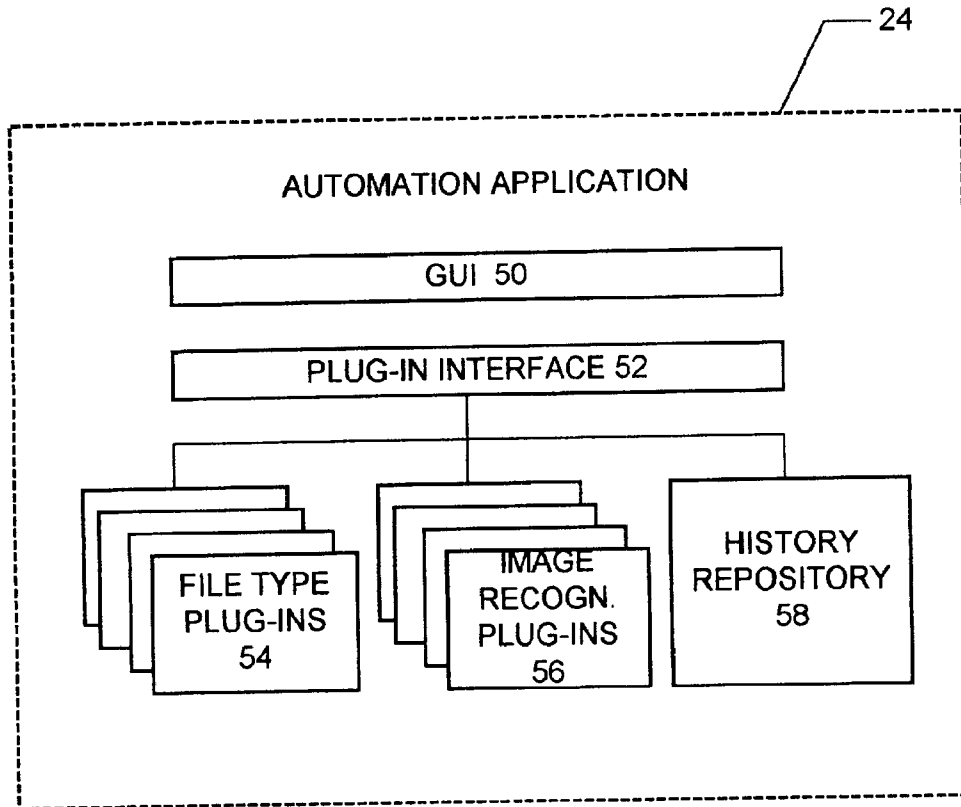 24
AUTOMATION APPLICATION
GUI 50
PLUG-IN INTERFACE 52
FILE TYPE
PLUG-INS
54
IMAGE
RECOGN.
PLUG-INS
56
HISTORY
REPOSITORY
58